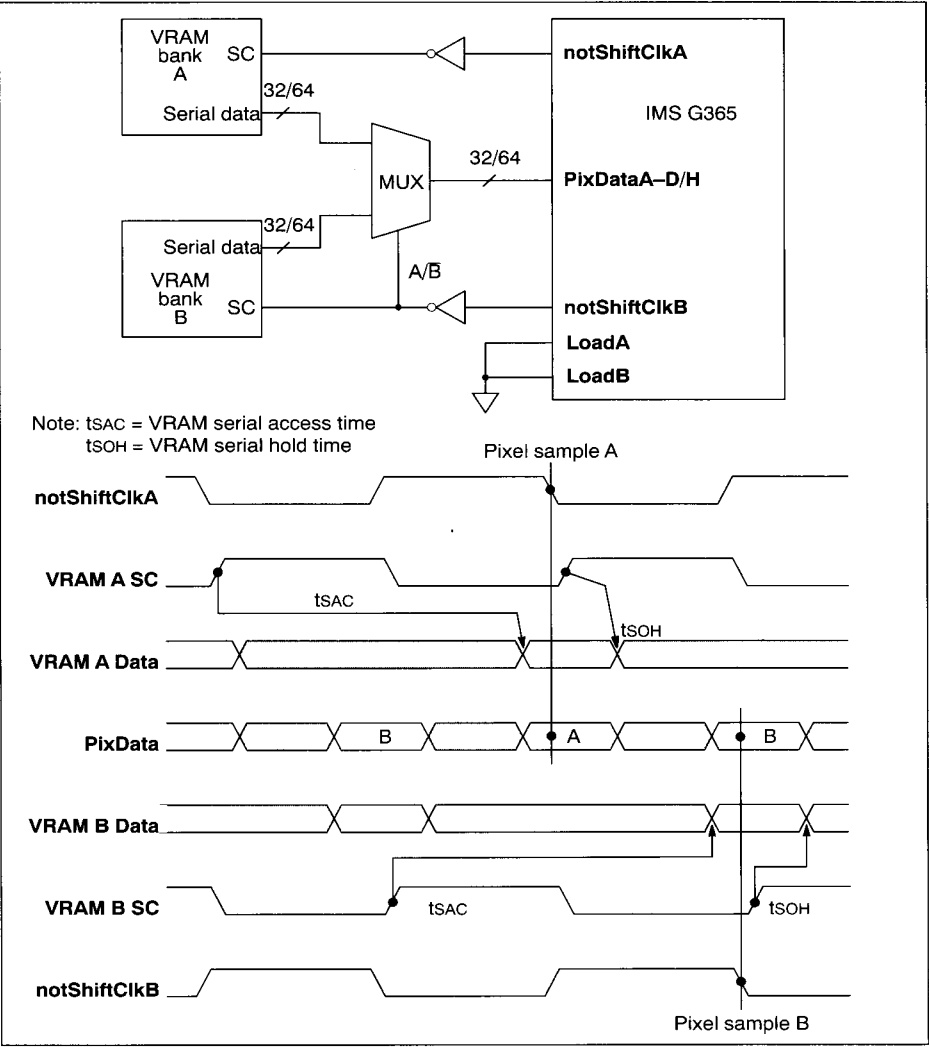 VRAM
bank
A
SC
32/64
Serial data
notShiftClkA
IMS G365
MUX
32/64
PixDataA–D/H
32/64
Serial data
VRAM
bank
B
SC
A/B̅
notShiftClkB
LoadA
LoadB
Note: tSAC = VRAM serial access time
tSOH = VRAM serial hold time
Pixel sample A
notShiftClkA
VRAM A SC
tSAC
tSOH
VRAM A Data
PixData
B
A
B
VRAM B Data
VRAM B SC
tSAC
tSOH
notShiftClkB
Pixel sample B